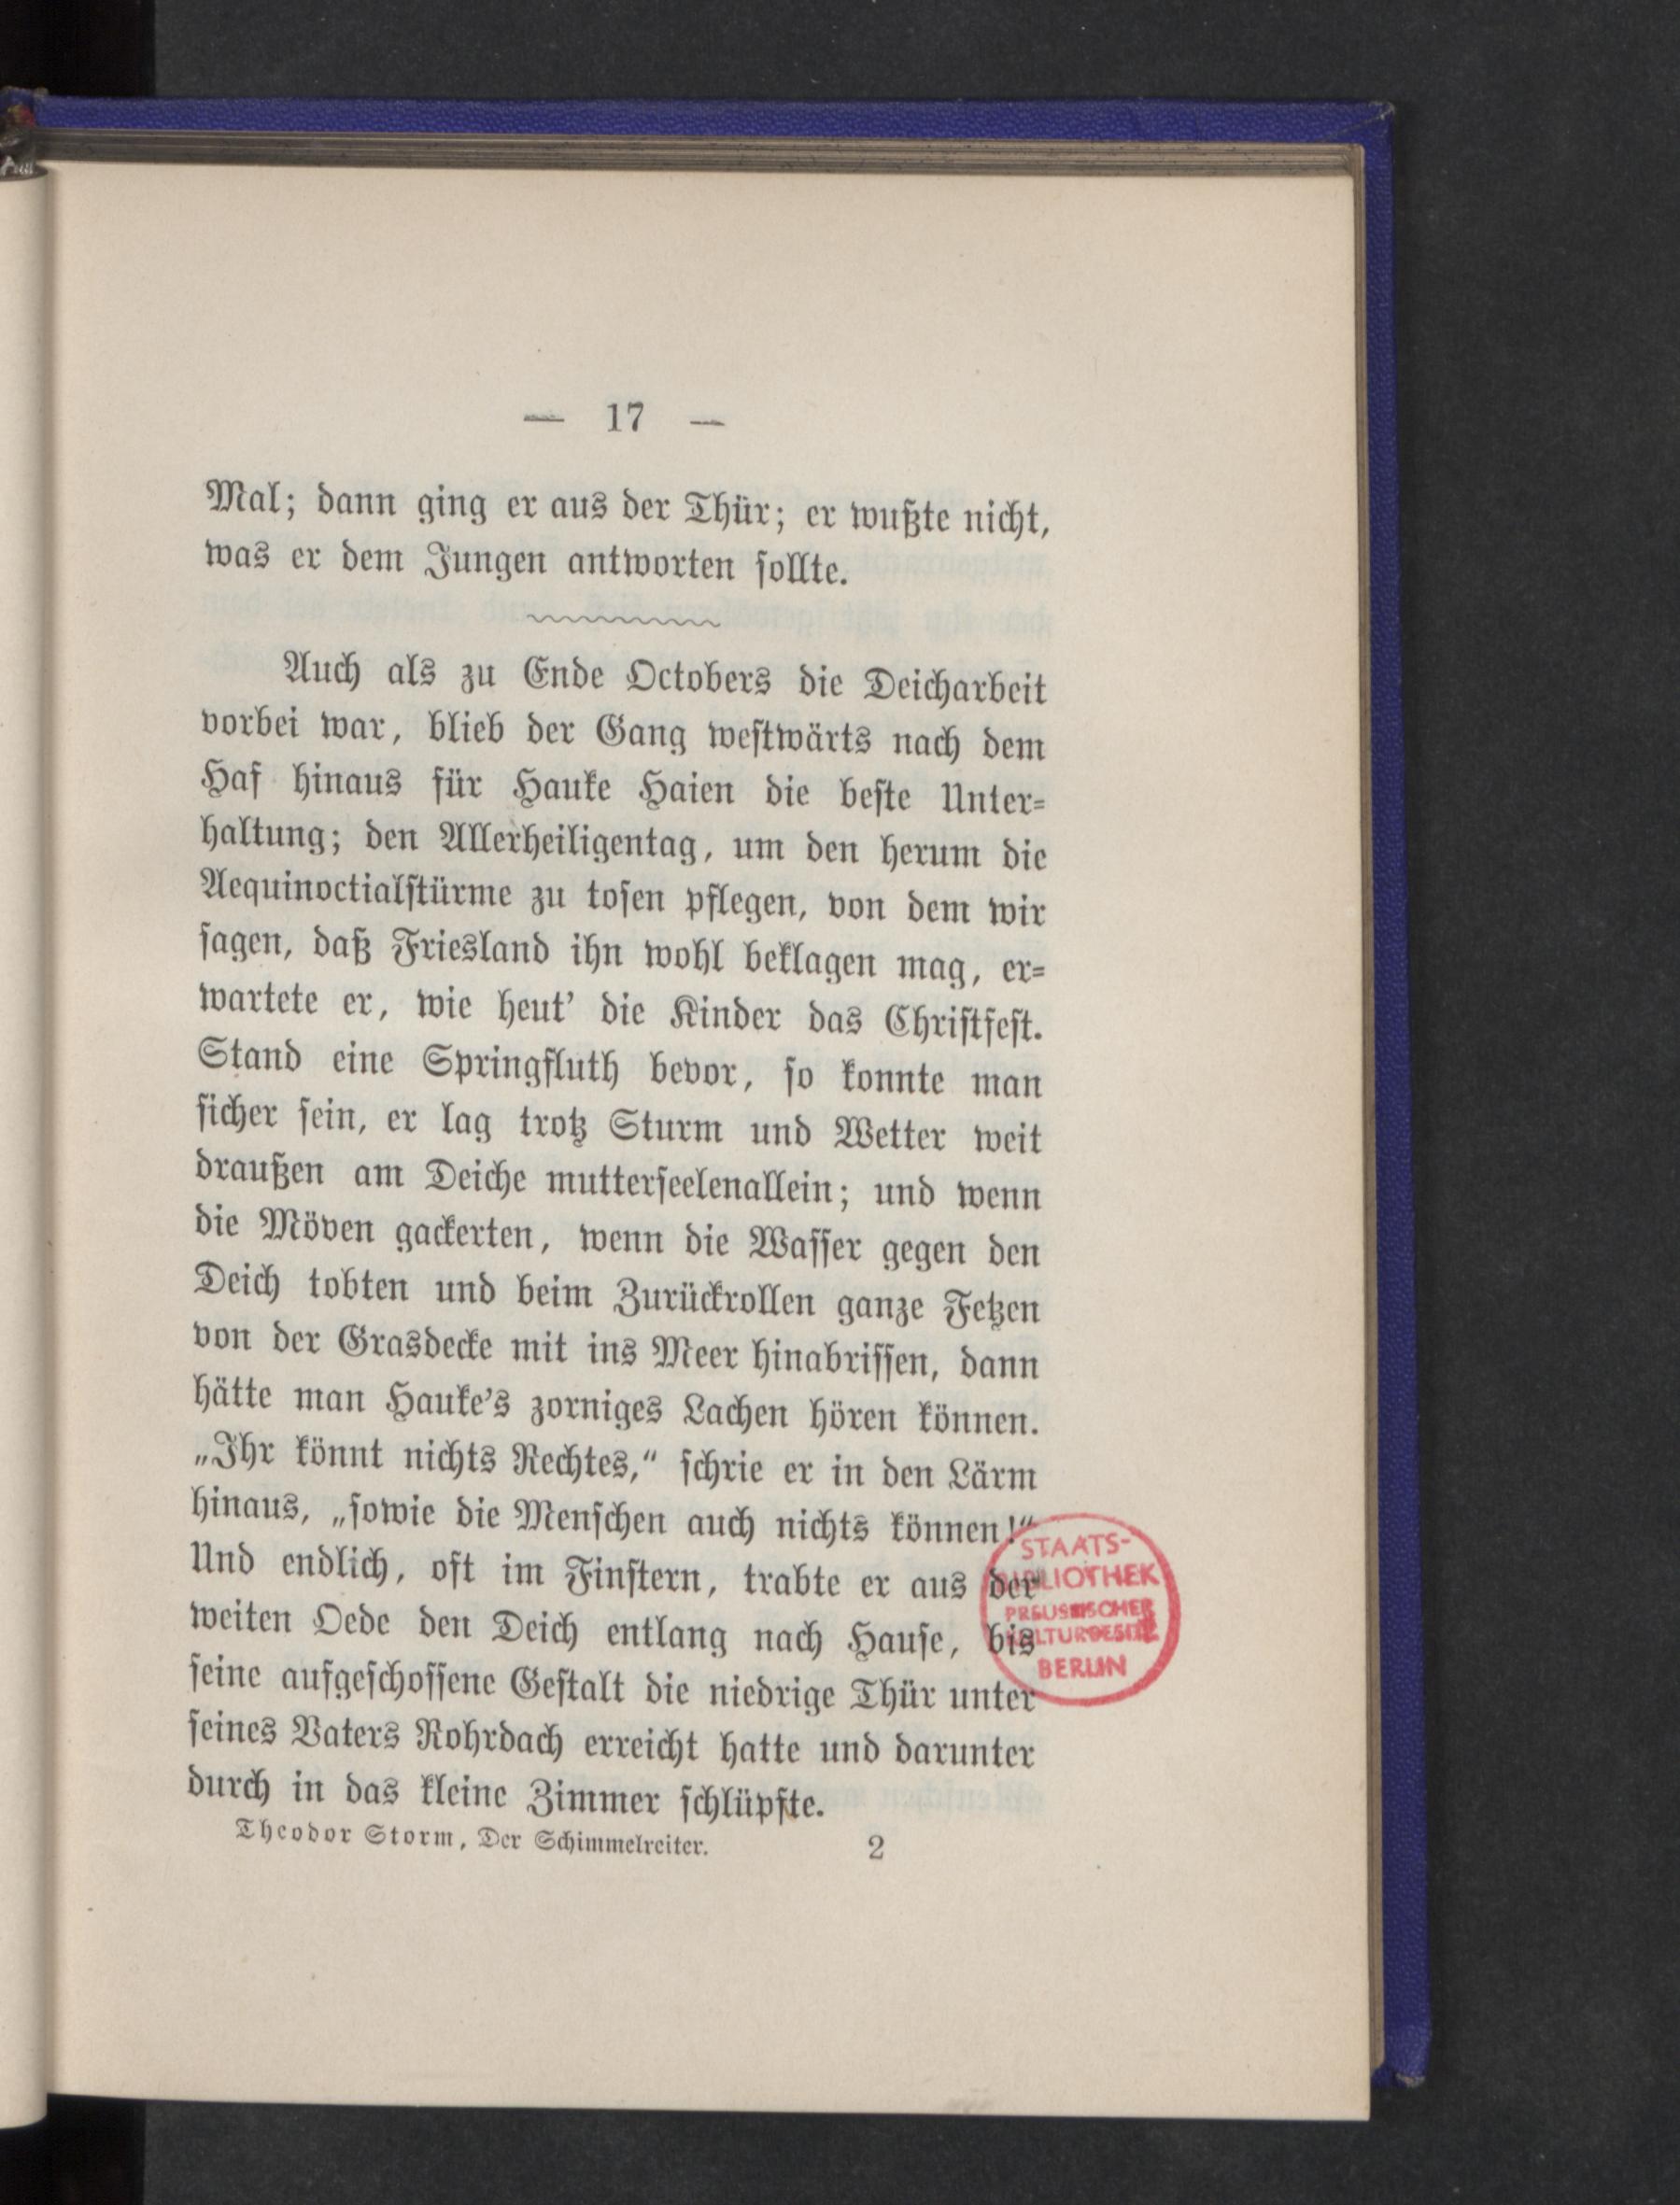 — 17 —
Mal; dann ging er aus der Thür; er wußte nicht,
was er dem Jungen antworten sollte.
Auch als zu Ende Octobers die Deicharbeit
vorbei war, blieb der Gang westwärts nach dem
Haf hinaus für Hauke Haien die beste Unter-
haltung; den Allerheiligentag, um den herum die
Aequinoctialstürme zu tosen pflegen, von dem wir
sagen, daß Friesland ihn wohl beklagen mag, er-
wartete er, wie heut' die Kinder das Christfest.
Stand eine Springfluth bevor, so konnte man
sicher sein, er lag trotz Sturm und Wetter weit
draußen am Deiche mutterseelenallein; und wenn
die Möven gackerten, wenn die Wasser gegen den
Deich tobten und beim Zurückrollen ganze Fetzen
von der Grasdecke mit ins Meer hinabrissen, dann
hätte man Hauke's zorniges Lachen hören können.
„Ihr könnt nichts Rechtes,“ schrie er in den Lärm
hinaus, „sowie die Menschen auch nichts können!“
Und endlich, oft im Finstern, trabte er aus der
weiten Oede den Deich entlang nach Hause, bis
seine aufgeschossene Gestalt die niedrige Thür unter
seines Vaters Rohrdach erreicht hatte und darunter
durch in das kleine Zimmer schlüpfte.
Theodor Storm, Der Schimmelreiter. 2
STAATS-
BIBLIOTHEK
PREUSSISCHER
KULTURBESITZ
BERLIN